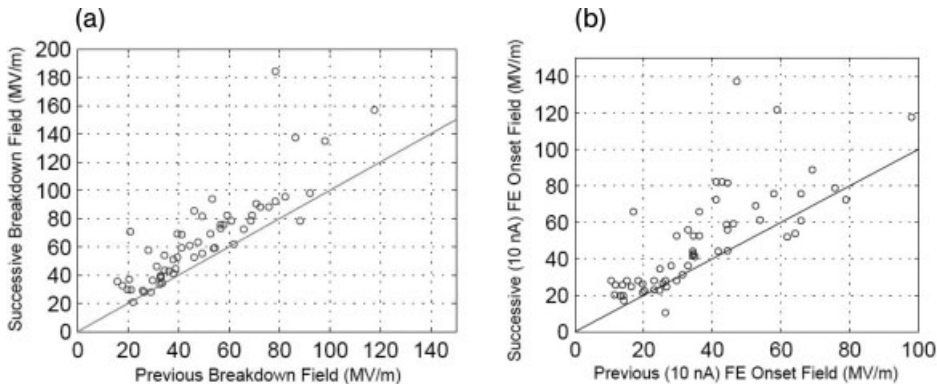 (a)
Successive Breakdown Field (MV/m)
200
180
160
140
120
100
80
60
40
20
0
0 20 40 60 80 100 120 140
Previous Breakdown Field (MV/m)
(b)
Successive (10 nA) FE Onset Field (MV/m)
140
120
100
80
60
40
20
0
0 20 40 60 80 100
Previous (10 nA) FE Onset Field (MV/m)